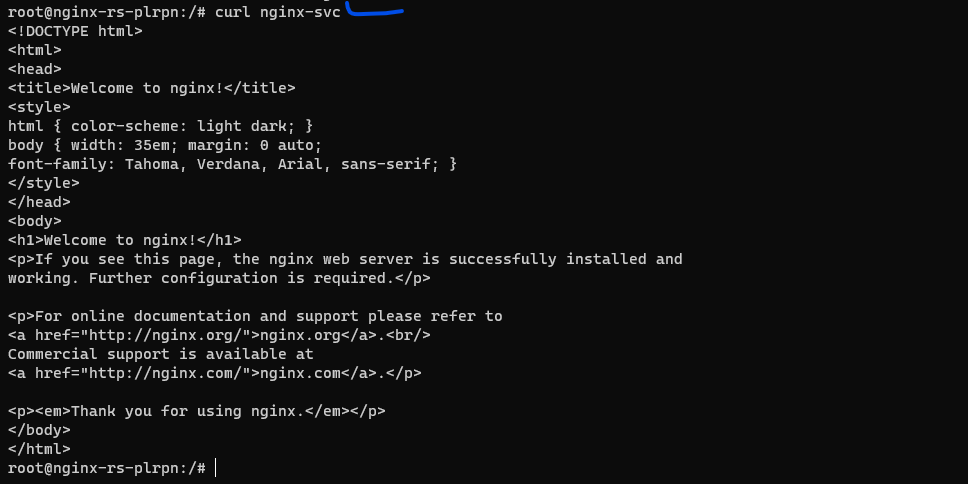 root@nginx-rs-plrpn:/# curl nginx-svc
<!DOCTYPE html>
<html>
<head>
<title>Welcome to nginx!</title>
<style>
html { color-scheme: light dark; }
body { width: 35em; margin: 0 auto;
font-family: Tahoma, Verdana, Arial, sans-serif; }
</style>
</head>
<body>
<h1>Welcome to nginx!</h1>
<p>If you see this page, the nginx web server is successfully installed and
working. Further configuration is required.</p>
<p>For online documentation and support please refer to
<a href="http://nginx.org/">nginx.org</a>.<br/>
Commercial support is available at
<a href="http://nginx.com/">nginx.com</a>.</p>
<p><em>Thank you for using nginx.</em></p>
</body>
</html>
root@nginx-rs-plrpn:/#